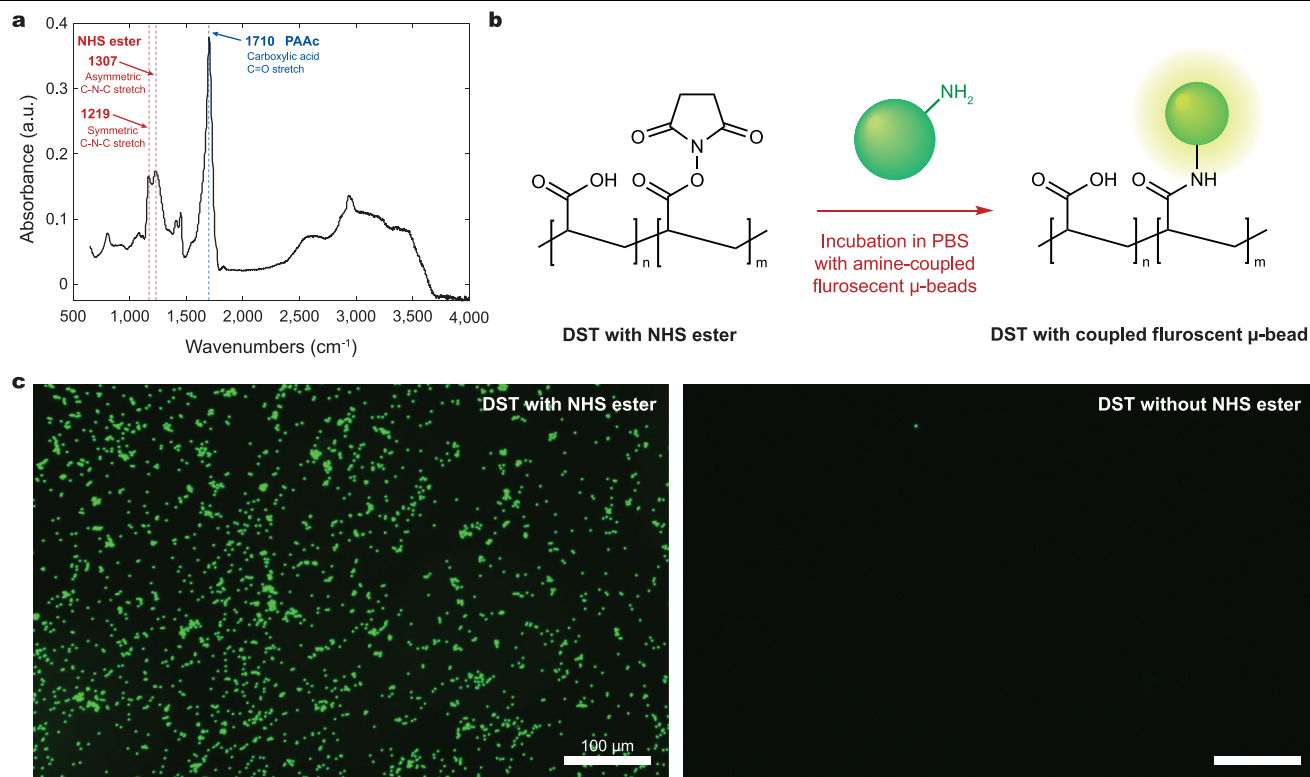 a
0.4
0.3
0.2
0.1
0
Absorbance (a.u.)
NHS ester
1307
Asymmetric
C-N-C stretch
1219
Symmetric
C-N-C stretch
1710 PAAc
Carboxylic acid
C=O stretch
500 1,000 1,500 2,000 2,500 3,000 3,500 4,000
Wavenumbers (cm-1)
b
O O
N
O OH O O
n m
DST with NHS ester
NH2
Incubation in PBS
with amine-coupled
flurosecent µ-beads
O OH O NH
n m
DST with coupled fluroscent µ-bead
c
DST with NHS ester
100 µm
DST without NHS ester